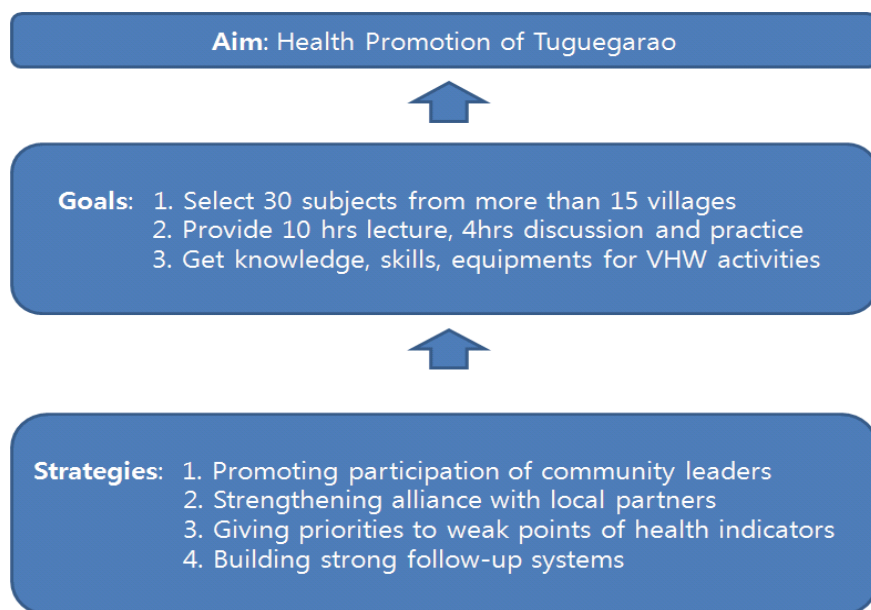 Aim: Health Promotion of Tuguegarao
Goals: 1. Select 30 subjects from more than 15 villages
2. Provide 10 hrs lecture, 4hrs discussion and practice
3. Get knowledge, skills, equipments for VHW activities
Strategies: 1. Promoting participation of community leaders
2. Strengthening alliance with local partners
3. Giving priorities to weak points of health indicators
4. Building strong follow-up systems